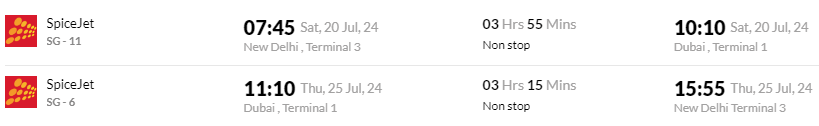 SpiceJet
SG - 11
07:45 Sat, 20 Jul, 24
New Delhi , Terminal 3
03 Hrs 55 Mins
Non stop
10:10 Sat, 20 Jul, 24
Dubai , Terminal 1
SpiceJet
SG - 6
11:10 Thu, 25 Jul, 24
Dubai , Terminal 1
03 Hrs 15 Mins
Non stop
15:55 Thu, 25 Jul, 24
New Delhi Terminal 3